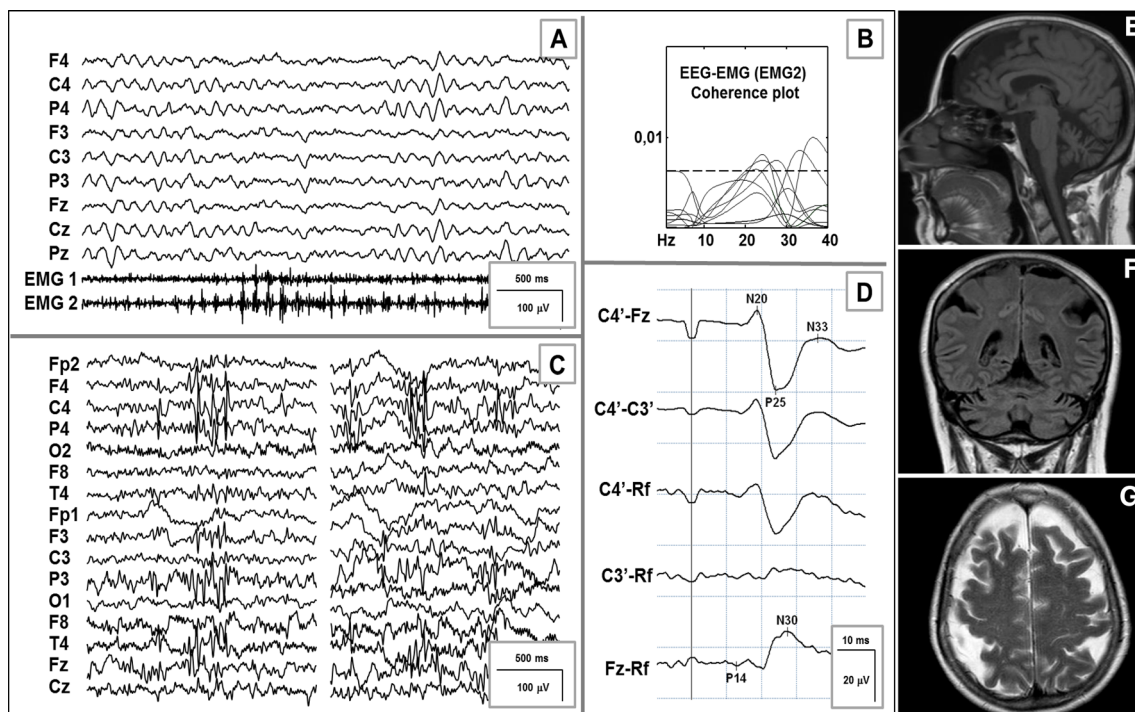 A
F4
C4
P4
F3
C3
P3
Fz
Cz
Pz
EMG 1
EMG 2
500 ms
100 µV
B
EEG-EMG (EMG2)
Coherence plot
0,01
Hz 10 20 30 40
C
Fp2
F4
C4
P4
O2
F8
T4
Fp1
F3
C3
P3
O1
F8
T4
Fz
Cz
500 ms
100 µV
D
C4'-Fz
N20
N33
P25
C4'-C3'
C4'-Rf
C3'-Rf
N30
Fz-Rf
P14
10 ms
20 µV
E
F
G